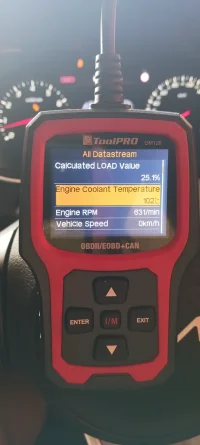 ToolPRO
All Datastream
Calculated LOAD Value
25.1%
Engine Coolant Temperature
102℃
Engine RPM 631/min
Vehicle Speed 0km/h
OBDII/EOBD+CAN
ENTER I/M EXIT